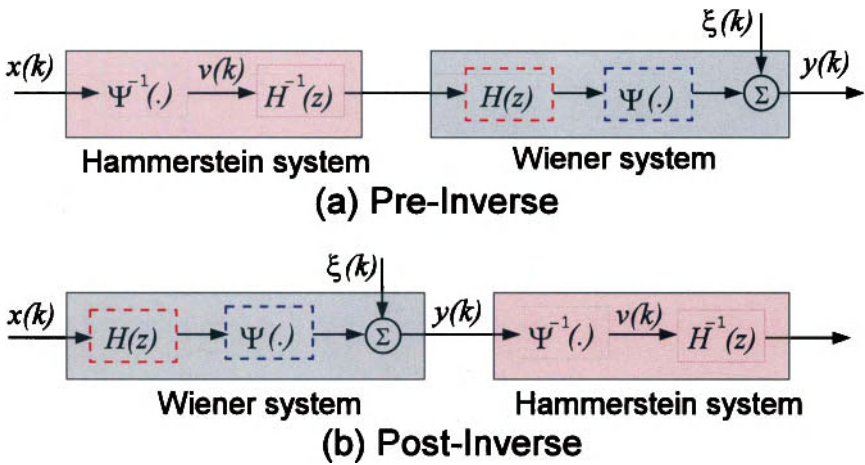 ξ(k)
x(k) Ψ⁻¹(.) v(k) H⁻¹(z) H(z) Ψ(.) Σ y(k)
Hammerstein system Wiener system
(a) Pre-Inverse
ξ(k)
x(k) H(z) Ψ(.) Σ y(k) Ψ⁻¹(.) v(k) H⁻¹(z)
Wiener system Hammerstein system
(b) Post-Inverse